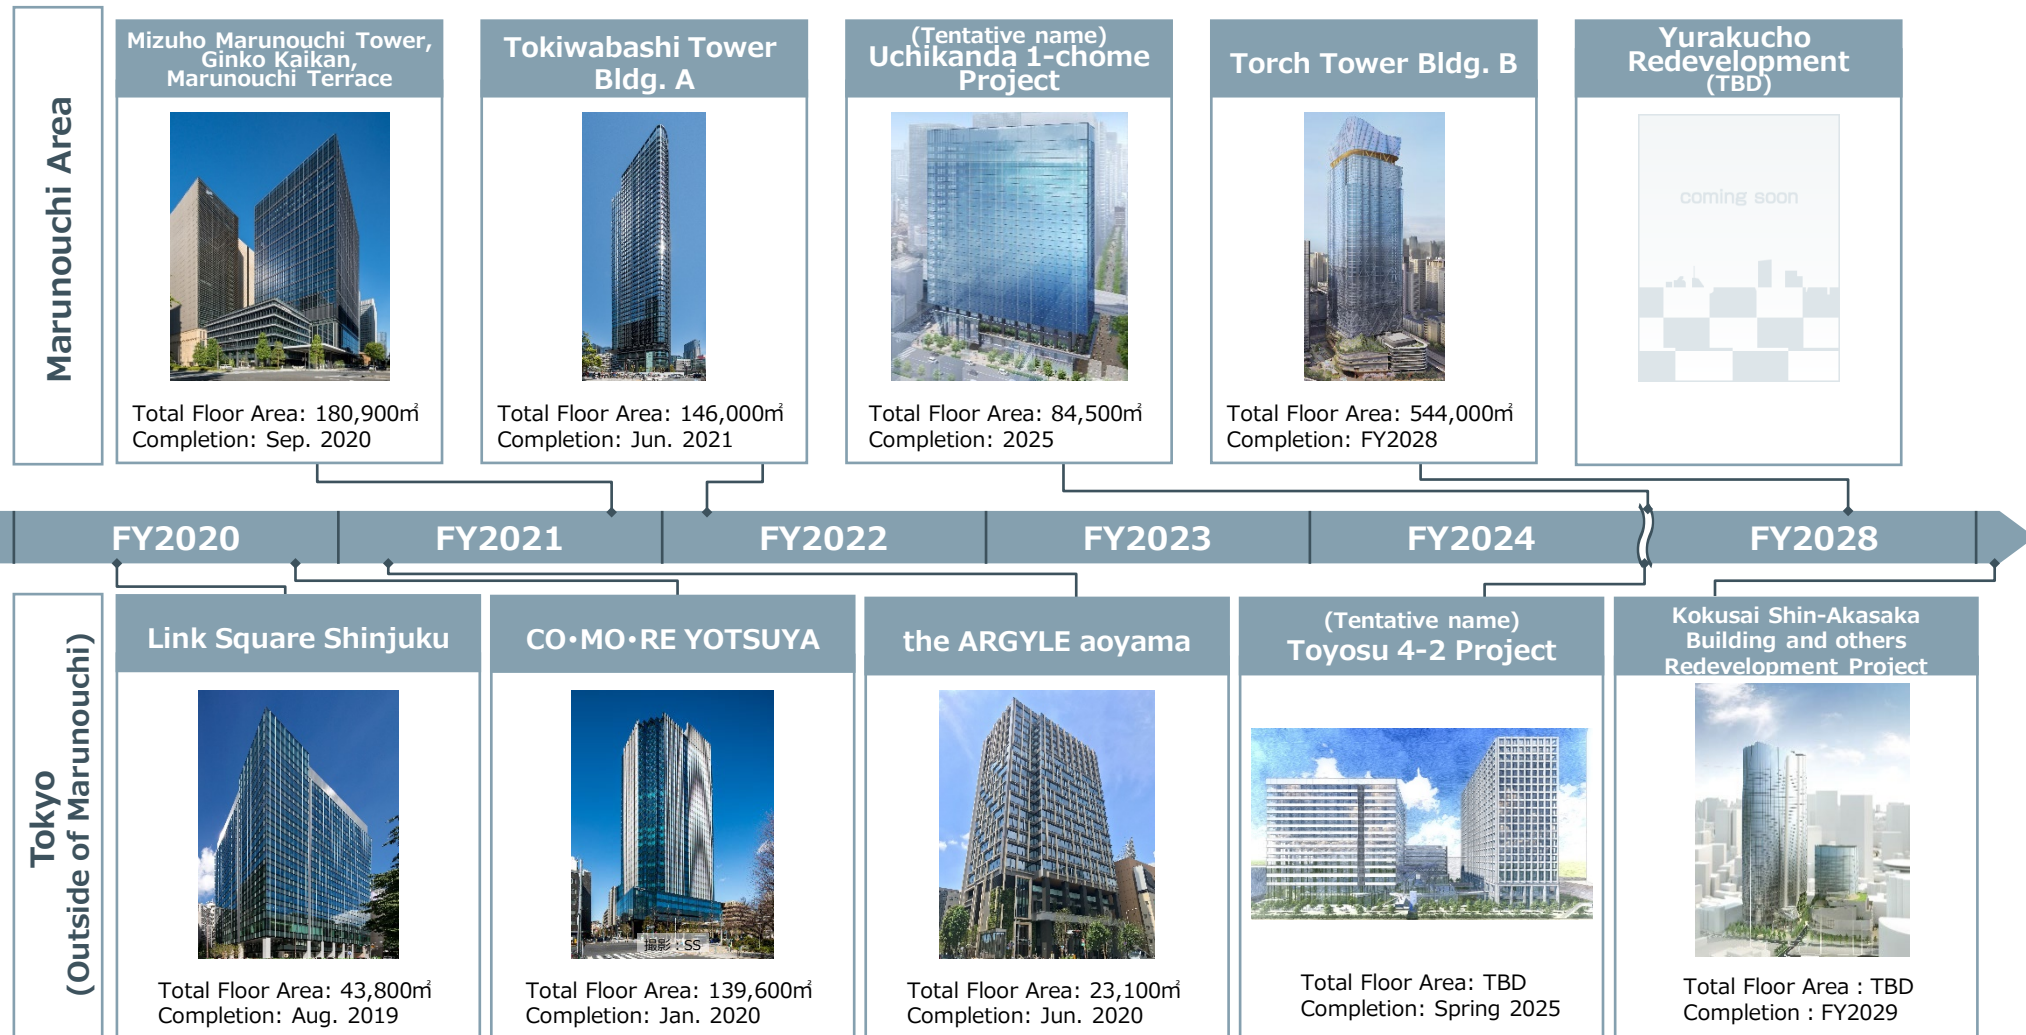 Marunouchi Area
Mizuho Marunouchi Tower,
Ginko Kaikan,
Marunouchi Terrace
Total Floor Area: 180,900㎡
Completion: Sep. 2020
Tokiwabashi Tower
Bldg. A
Total Floor Area: 146,000㎡
Completion: Jun. 2021
(Tentative name)
Uchikanda 1-chome
Project
Total Floor Area: 84,500㎡
Completion: 2025
Torch Tower Bldg. B
Total Floor Area: 544,000㎡
Completion: FY2028
Yurakucho
Redevelopment
(TBD)
coming soon
FY2020
FY2021
FY2022
FY2023
FY2024
FY2028
Tokyo
(Outside of Marunouchi)
Link Square Shinjuku
Total Floor Area: 43,800㎡
Completion: Aug. 2019
CO・MO・RE YOTSUYA
撮影：SS
Total Floor Area: 139,600㎡
Completion: Jan. 2020
the ARGYLE aoyama
Total Floor Area: 23,100㎡
Completion: Jun. 2020
(Tentative name)
Toyosu 4-2 Project
Total Floor Area: TBD
Completion: Spring 2025
Kokusai Shin-Akasaka
Building and others
Redevelopment Project
Total Floor Area : TBD
Completion : FY2029